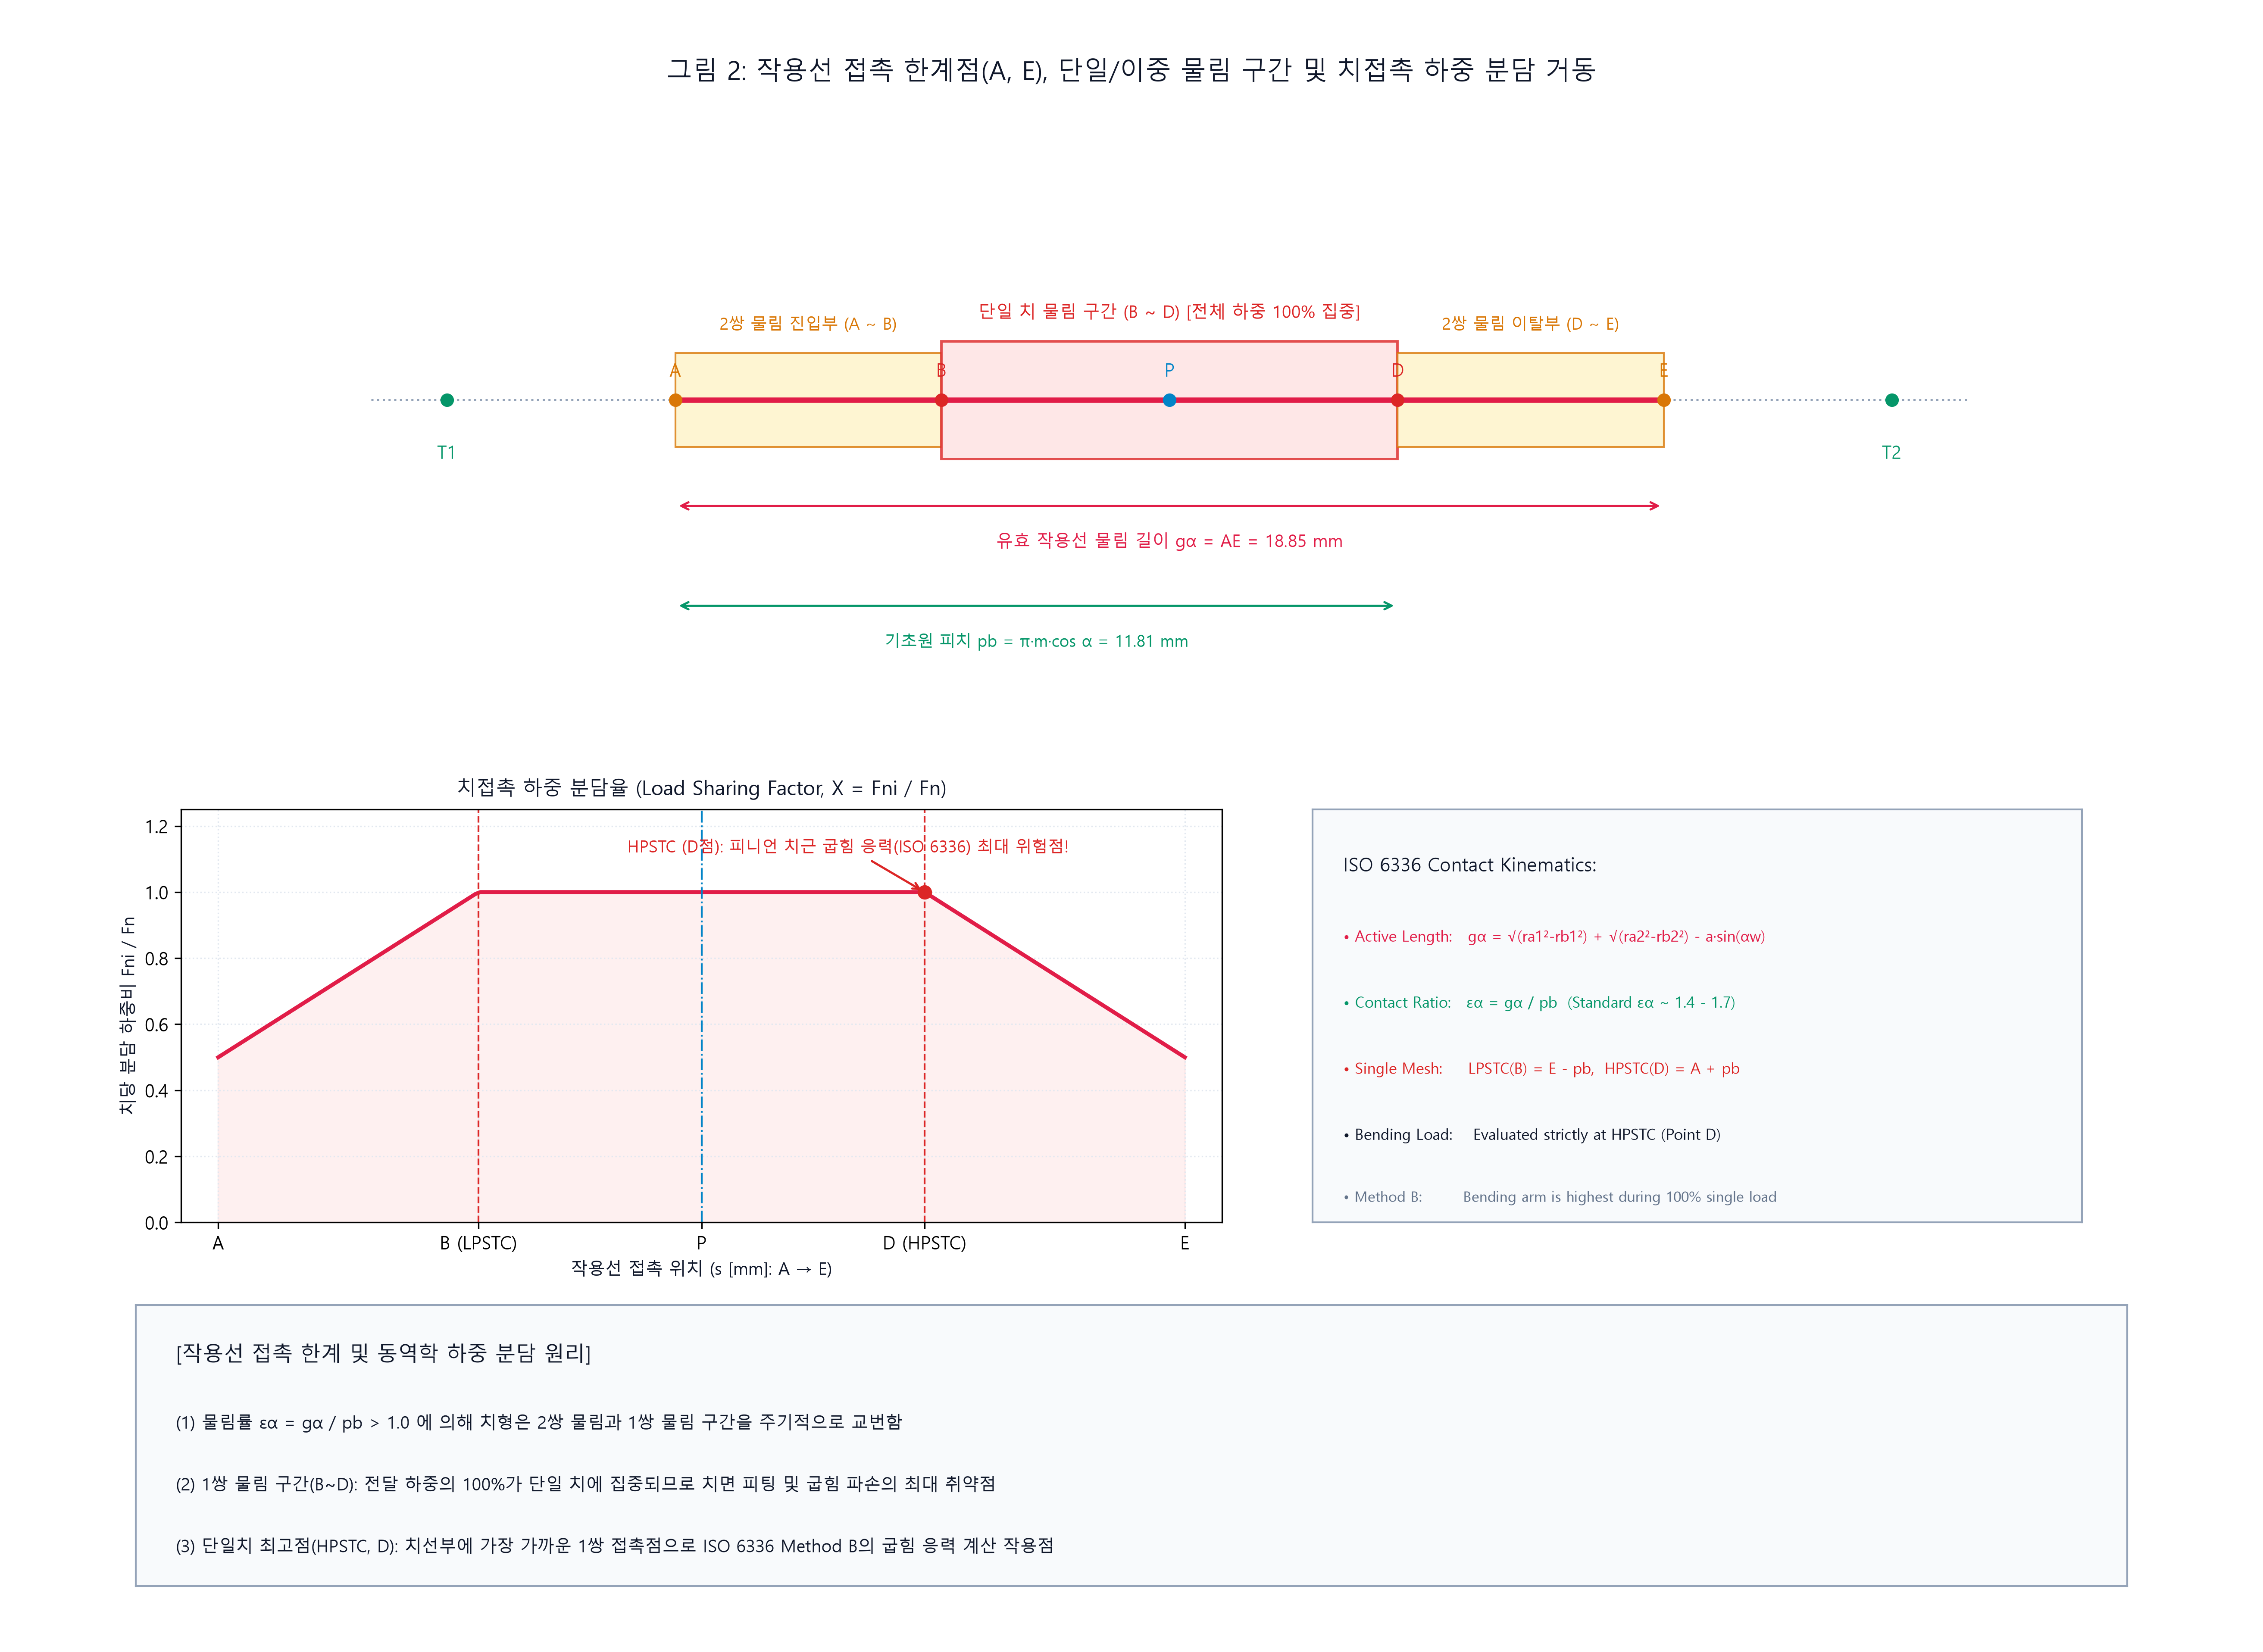 그림 2: 작용선 접촉 한계점(A, E), 단일/이중 물림 구간 및 치접촉 하중 분담 거동
2쌍 물림 진입부 (A ~ B)
단일 치 물림 구간 (B ~ D) [전체 하중 100% 집중]
2쌍 물림 이탈부 (D ~ E)
A
B
P
D
E
T1
T2
유효 작용선 물림 길이 gα = AE = 18.85 mm
기초원 피치 pb = π·m·cos α = 11.81 mm
치접촉 하중 분담율 (Load Sharing Factor, X = Fni / Fn)
HPSTC (D점): 피니언 치근 굽힘 응력(ISO 6336) 최대 위험점!
치당 분담 하중비 Fni / Fn
1.2
1.0
0.8
0.6
0.4
0.2
0.0
A
B (LPSTC)
P
D (HPSTC)
E
작용선 접촉 위치 (s [mm]: A → E)
ISO 6336 Contact Kinematics:
• Active Length: gα = √(ra1²-rb1²) + √(ra2²-rb2²) - a·sin(αw)
• Contact Ratio: εα = gα / pb (Standard εα ~ 1.4 - 1.7)
• Single Mesh: LPSTC(B) = E - pb, HPSTC(D) = A + pb
• Bending Load: Evaluated strictly at HPSTC (Point D)
• Method B: Bending arm is highest during 100% single load
[작용선 접촉 한계 및 동역학 하중 분담 원리]
(1) 물림률 εα = gα / pb > 1.0 에 의해 치형은 2쌍 물림과 1쌍 물림 구간을 주기적으로 교번함
(2) 1쌍 물림 구간(B~D): 전달 하중의 100%가 단일 치에 집중되므로 치면 피팅 및 굽힘 파손의 최대 취약점
(3) 단일치 최고점(HPSTC, D): 치선부에 가장 가까운 1쌍 접촉점으로 ISO 6336 Method B의 굽힘 응력 계산 작용점